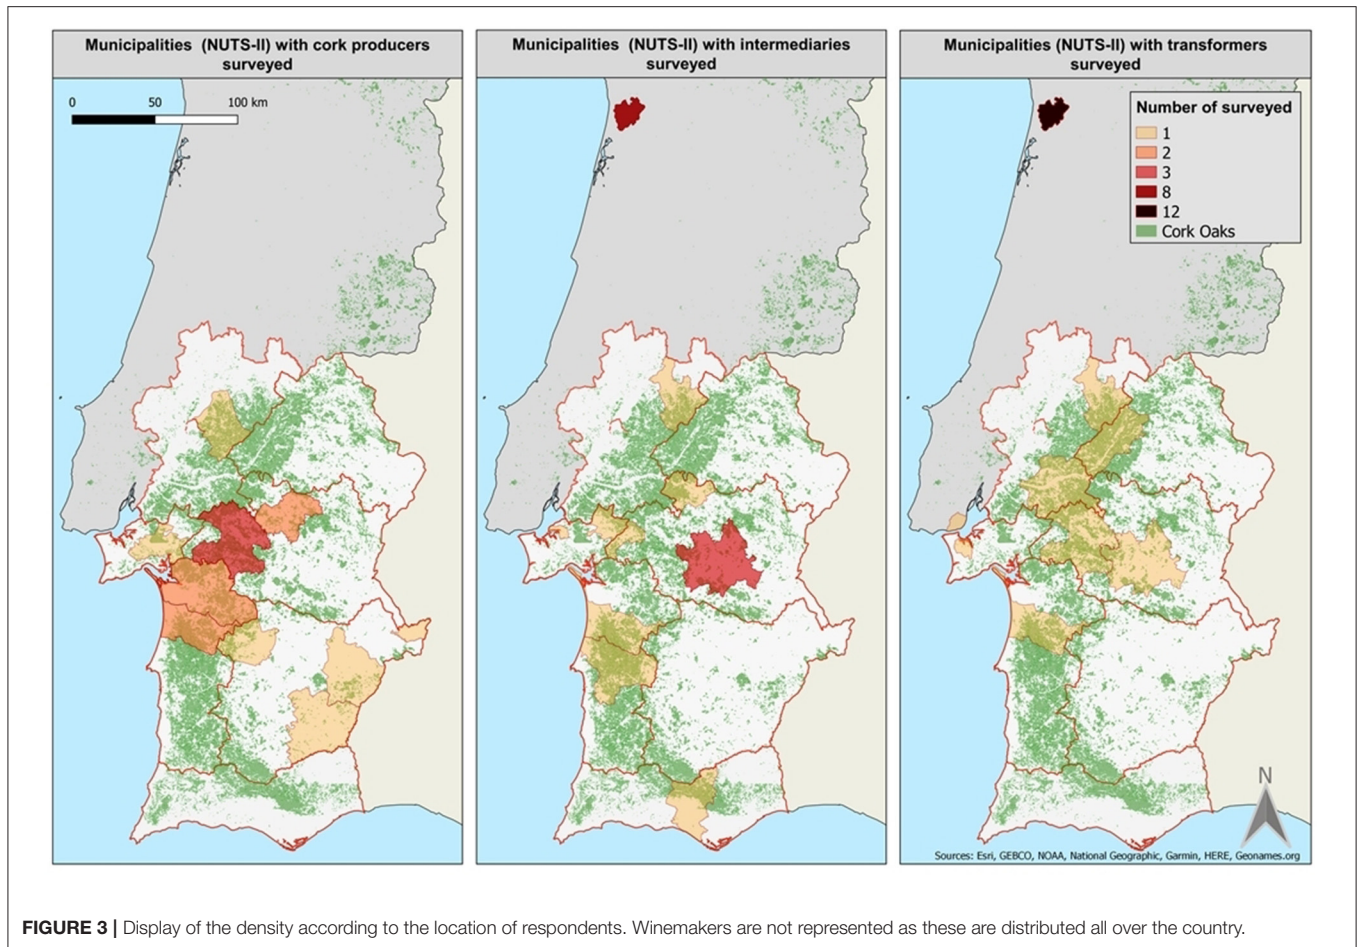 Municipalities (NUTS-II) with cork producers
surveyed
0 50 100 km
Municipalities (NUTS-II) with intermediaries
surveyed
Municipalities (NUTS-II) with transformers
surveyed
Number of surveyed
1
2
3
8
12
Cork Oaks
N
Sources: Esri, GEBCO, NOAA, National Geographic, Garmin, HERE, Geonames.org
FIGURE 3 | Display of the density according to the location of respondents. Winemakers are not represented as these are distributed all over the country.